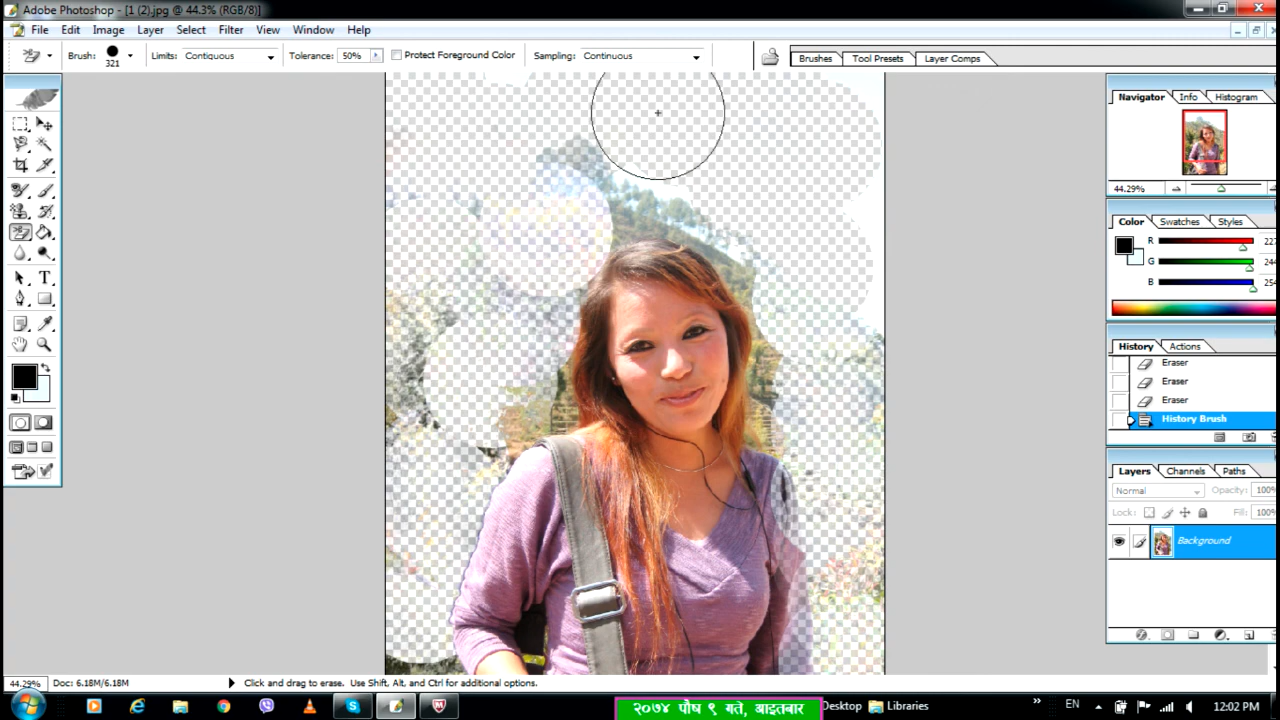 Adobe Photoshop - [1 (2).jpg @ 44.3% (RGB/8)]
File Edit Image Layer Select Filter View Window Help
Brush: 321 Limits: Contiguous Tolerance: 50% Protect Foreground Color Sampling: Continuous Brushes Tool Presets Layer Comps
Navigator Info Histogram
44.29%
Color Swatches Styles
R 227
G 244
B 254
History Actions
Eraser
Eraser
Eraser
History Brush
Layers Channels Paths
Normal Opacity: 100%
Lock: Fill: 100%
Background
T
44.29% Doc: 6.18M/6.18M Click and drag to erase. Use Shift, Alt, and Ctrl for additional options.
२०७४ पौष ९ गते, आइतबार
Desktop Libraries EN 12:02 PM